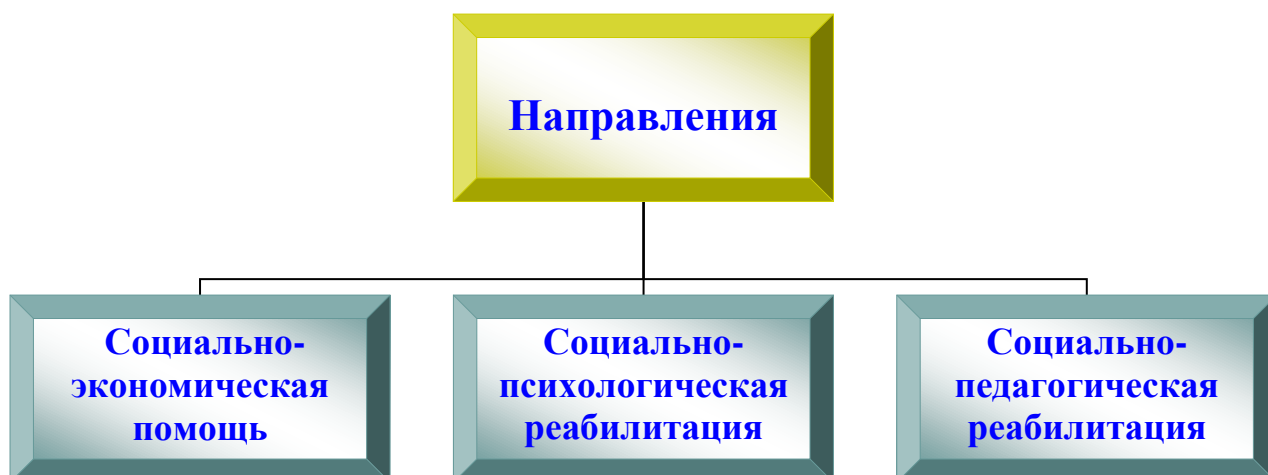 Направления
Социально-
экономическая
помощь
Социально-
психологическая
реабилитация
Социально-
педагогическая
реабилитация